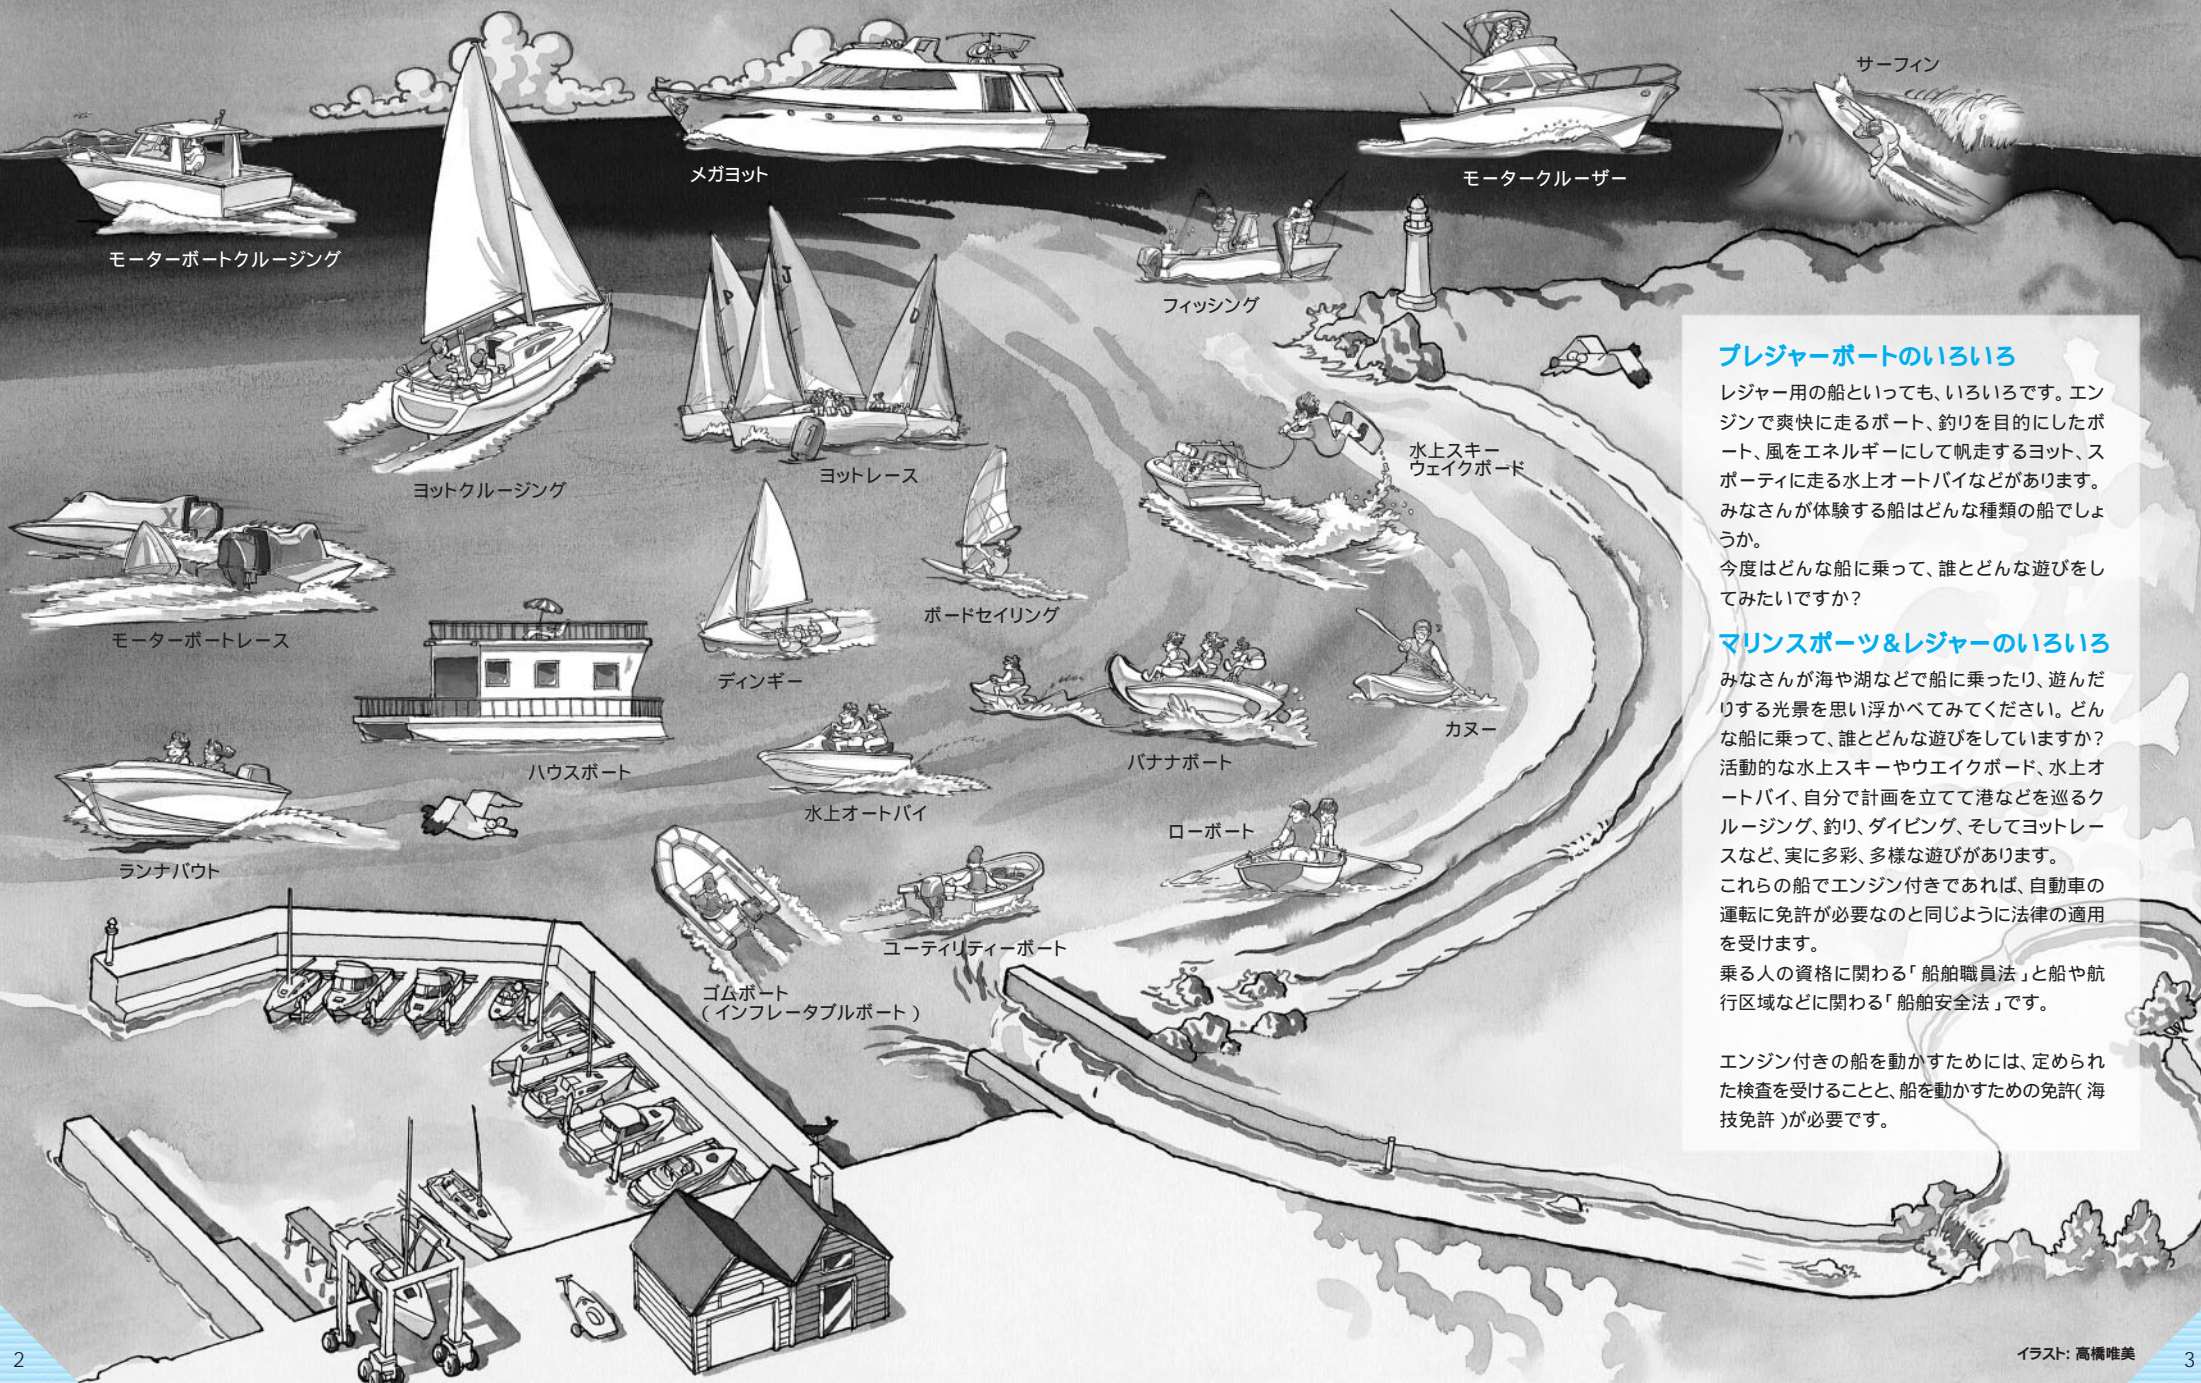 サーフィン
メガヨット
モータークルーザー
モーターボートクルージング
フィッシング
水上スキー
ウェイクボード
ヨットレース
ヨットクルージング
ボードセイリング
モーターボートレース
ディンギー
カヌー
バナナボート
ハウスボート
水上オートバイ
ローボート
ランナバウト
ユーティリティーボート
ゴムボート
(インフレータブルボート)
プレジャーボートのいろいろ
レジャー用の船といっても、いろいろです。エン
ジンで爽快に走るボート、釣りを目的にしたボ
ート、風をエネルギーにして帆走するヨット、ス
ポーティに走る水上オートバイなどがあります。
みなさんが体験する船はどんな種類の船でしょ
うか。
今度はどんな船に乗って、誰とどんな遊びをし
てみたいですか?
マリンスポーツ&レジャーのいろいろ
みなさんが海や湖などで船に乗ったり、遊んだ
りする光景を思い浮かべてみてください。どん
な船に乗って、誰とどんな遊びをしていますか?
活動的な水上スキーやウエイクボード、水上オ
ートバイ、自分で計画を立てて港などを巡るク
ルージング、釣り、ダイビング、そしてヨットレー
スなど、実に多彩、多様な遊びがあります。
これらの船でエンジン付きであれば、自動車の
運転に免許が必要なのと同じように法律の適用
を受けます。
乗る人の資格に関わる「船舶職員法」と船や航
行区域などに関わる「船舶安全法」です。
エンジン付きの船を動かすためには、定められ
た検査を受けることと、船を動かすための免許(海
技免許)が必要です。
P
J
D
1
X
イラスト: 高橋唯美
2
3